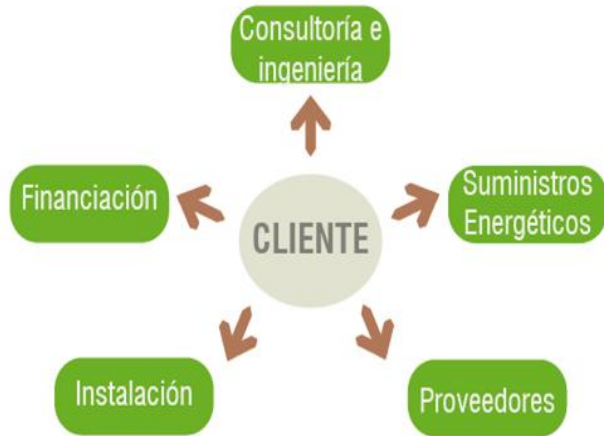 Consultoría e
ingeniería
Financiación
Suministros
Energéticos
CLIENTE
Instalación
Proveedores